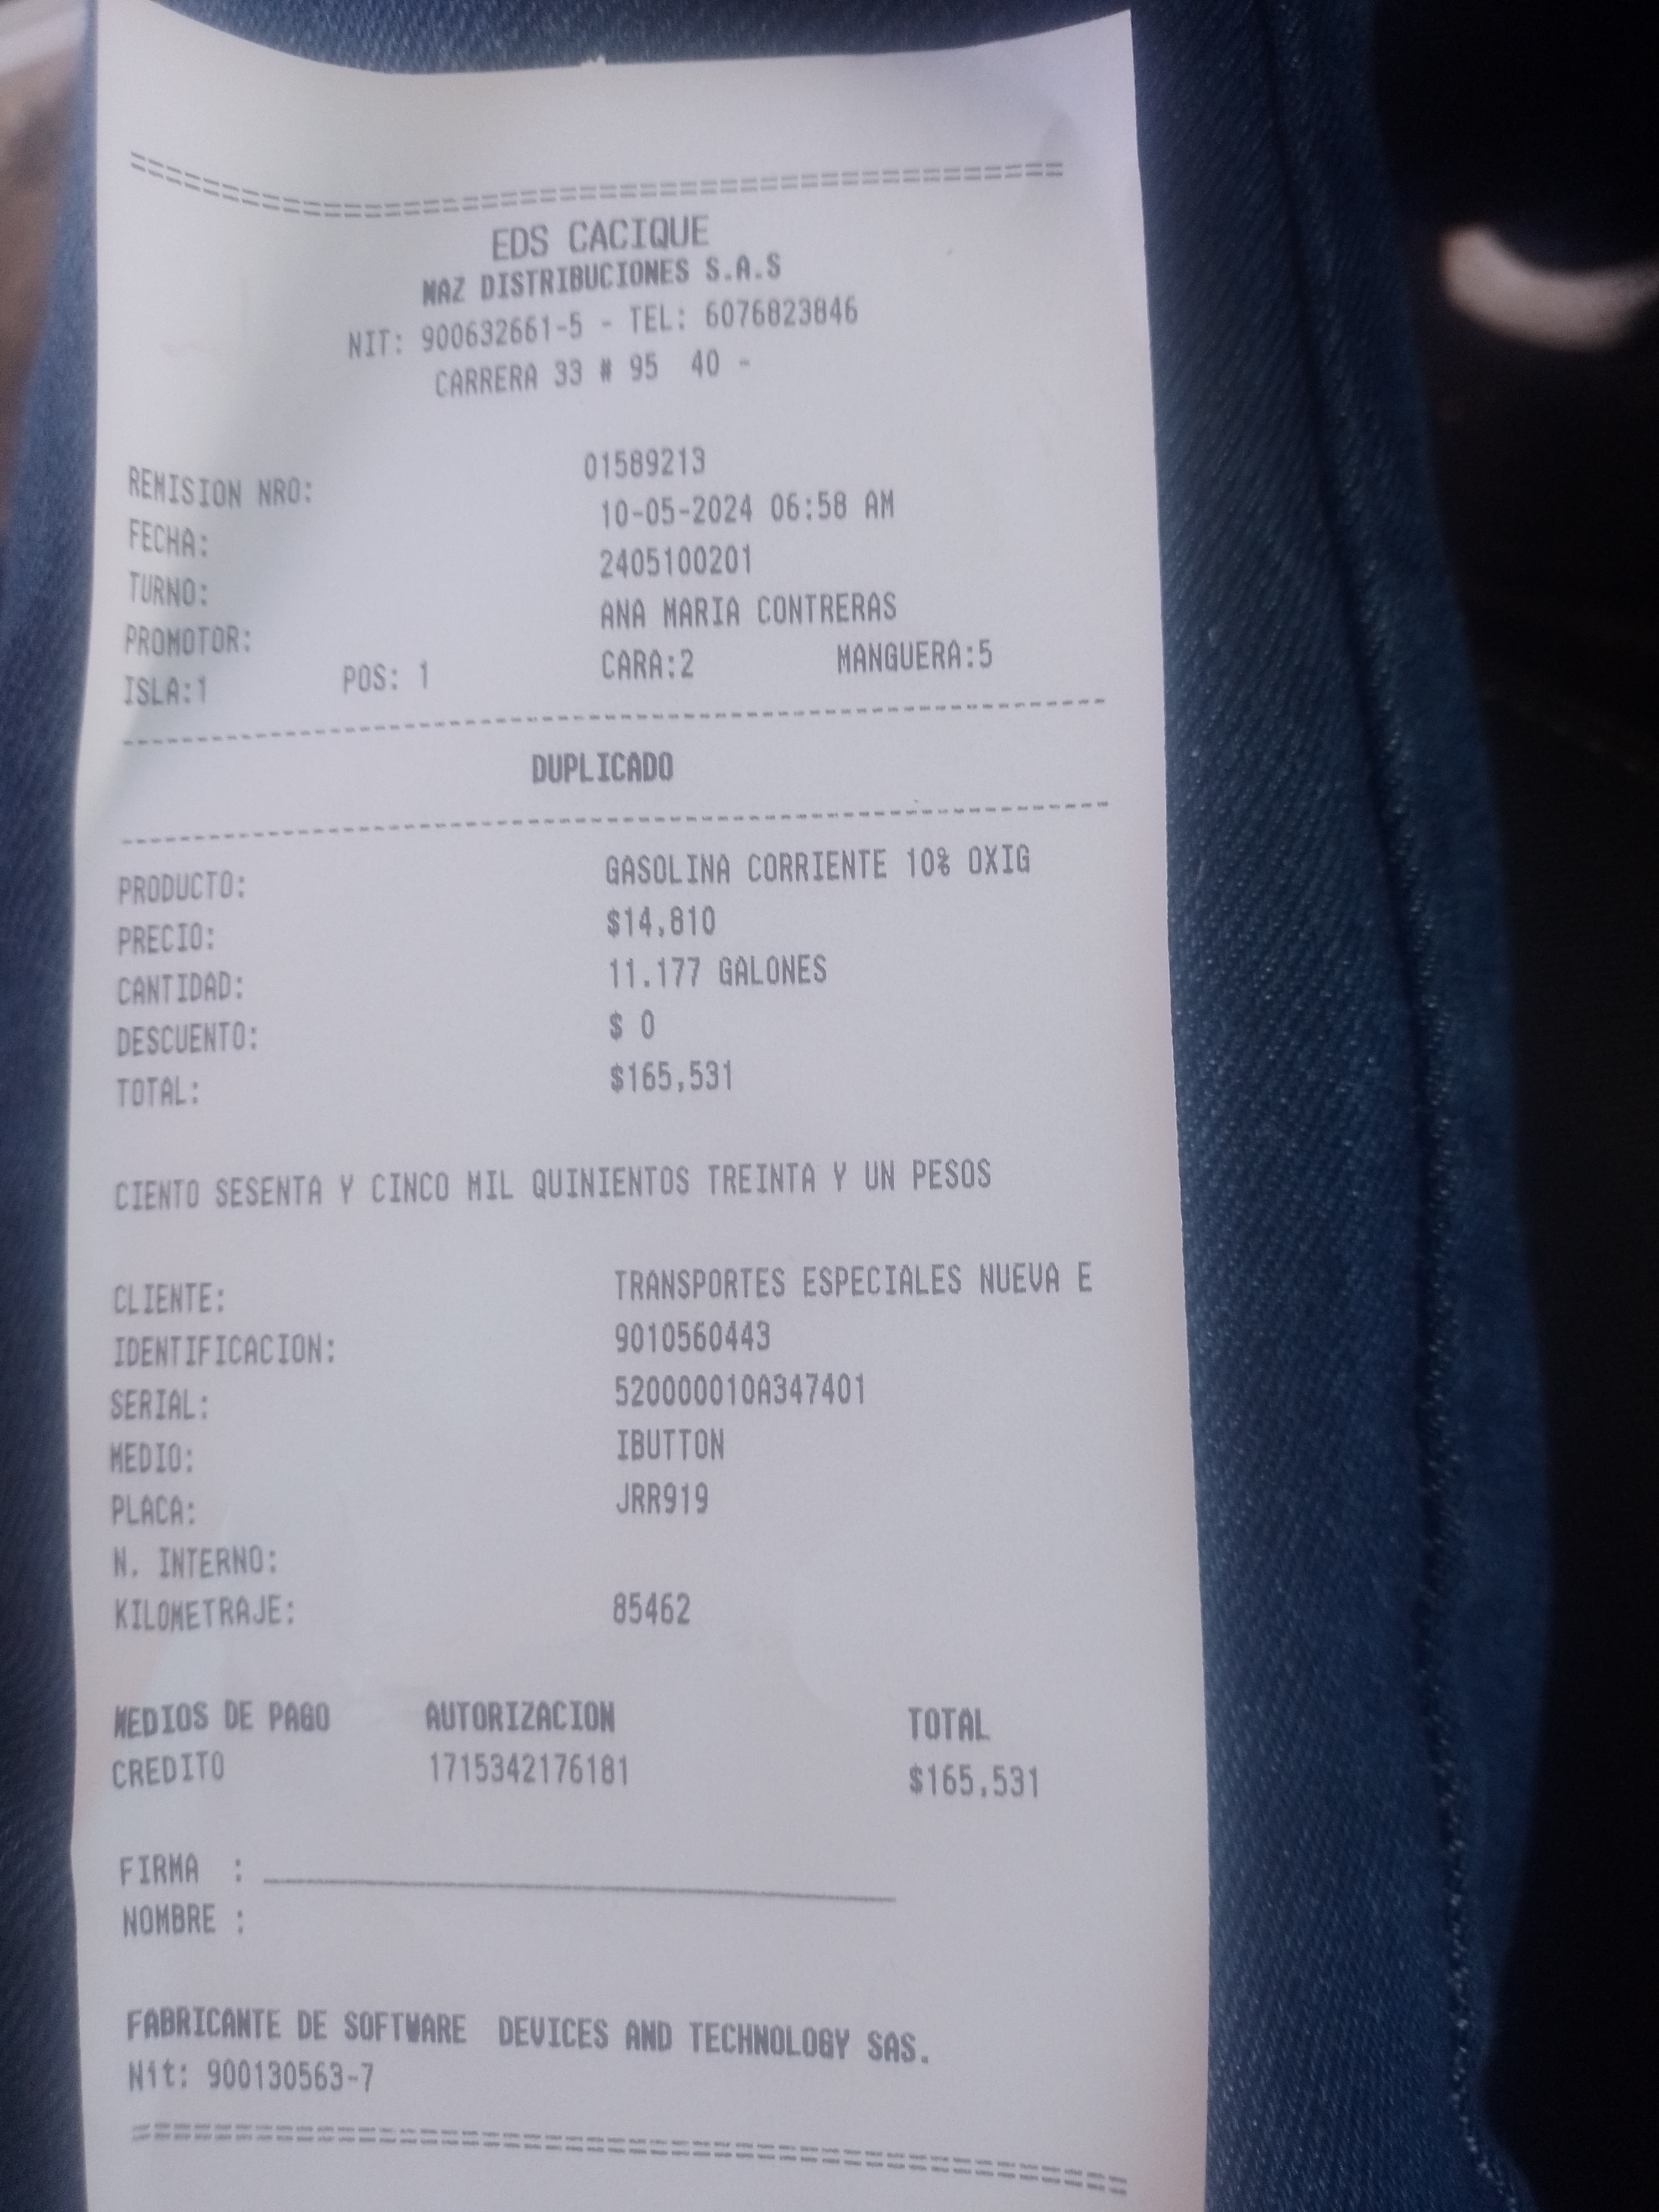 EDS CACIQUE
MAZ DISTRIBUCIONES S.A.S
NIT: 900632661-5 - TEL: 6076823846
CARRERA 33 # 95 40 -
REMISION NRO: 01589213
FECHA: 10-05-2024 06:58 AM
TURNO: 2405100201
PROMOTOR: ANA MARIA CONTRERAS
ISLA:1 POS: 1 CARA:2 MANGUERA:5
DUPLICADO
PRODUCTO: GASOLINA CORRIENTE 10% OXIG
PRECIO: $14,810
CANTIDAD: 11.177 GALONES
DESCUENTO: $ 0
TOTAL: $165,531
CIENTO SESENTA Y CINCO MIL QUINIENTOS TREINTA Y UN PESOS
CLIENTE: TRANSPORTES ESPECIALES NUEVA E
IDENTIFICACION: 9010560443
SERIAL: 520000010A347401
MEDIO: IBUTTON
PLACA: JRR919
N. INTERNO:
KILOMETRAJE: 85462
MEDIOS DE PAGO AUTORIZACION TOTAL
CREDITO 1715342176181 $165,531
FIRMA :
NOMBRE :
FABRICANTE DE SOFTWARE DEVICES AND TECHNOLOGY SAS.
Nit: 900130563-7